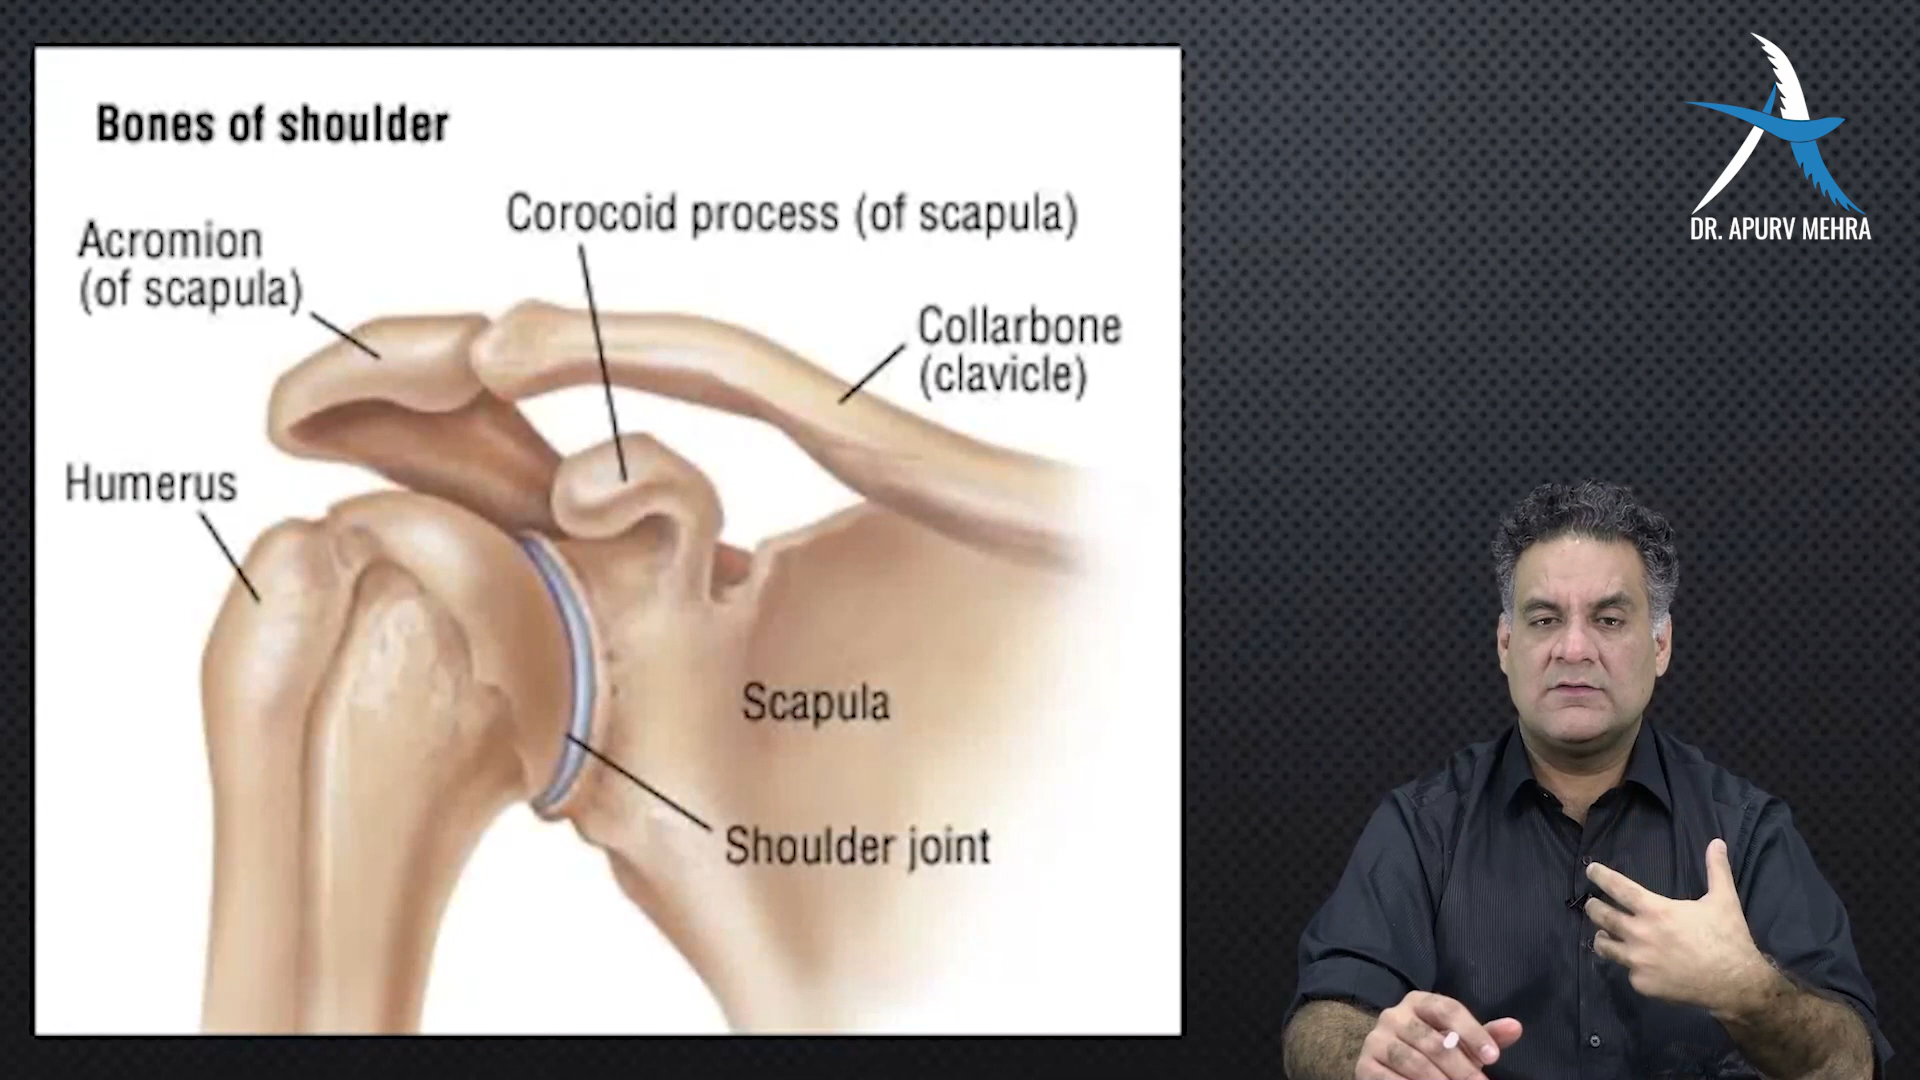 Bones of shoulder
Corocoid process (of scapula)
Acromion
(of scapula)
Collarbone
(clavicle)
Humerus
Scapula
Shoulder joint
DR. APURV MEHRA